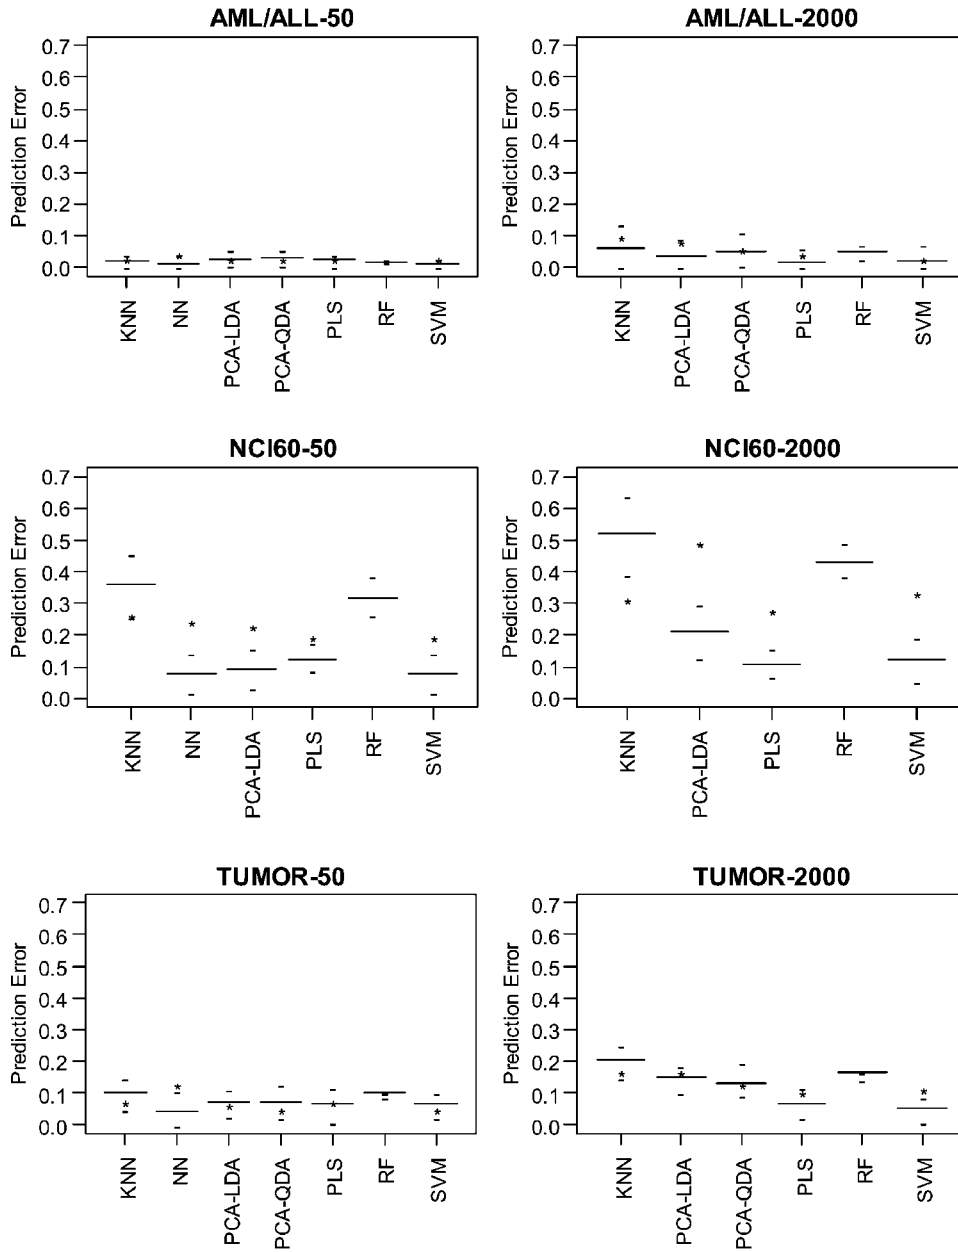 AML/ALL-50
Prediction Error
0.7
0.6
0.5
0.4
0.3
0.2
0.1
0.0
KNN
NN
PCA-LDA
PCA-QDA
PLS
RF
SVM
AML/ALL-2000
Prediction Error
0.7
0.6
0.5
0.4
0.3
0.2
0.1
0.0
KNN
PCA-LDA
PCA-QDA
PLS
RF
SVM
NCI60-50
Prediction Error
0.7
0.6
0.5
0.4
0.3
0.2
0.1
0.0
KNN
NN
PCA-LDA
PLS
RF
SVM
NCI60-2000
Prediction Error
0.7
0.6
0.5
0.4
0.3
0.2
0.1
0.0
KNN
PCA-LDA
PLS
RF
SVM
TUMOR-50
Prediction Error
0.7
0.6
0.5
0.4
0.3
0.2
0.1
0.0
KNN
NN
PCA-LDA
PCA-QDA
PLS
RF
SVM
TUMOR-2000
Prediction Error
0.7
0.6
0.5
0.4
0.3
0.2
0.1
0.0
KNN
PCA-LDA
PCA-QDA
PLS
RF
SVM